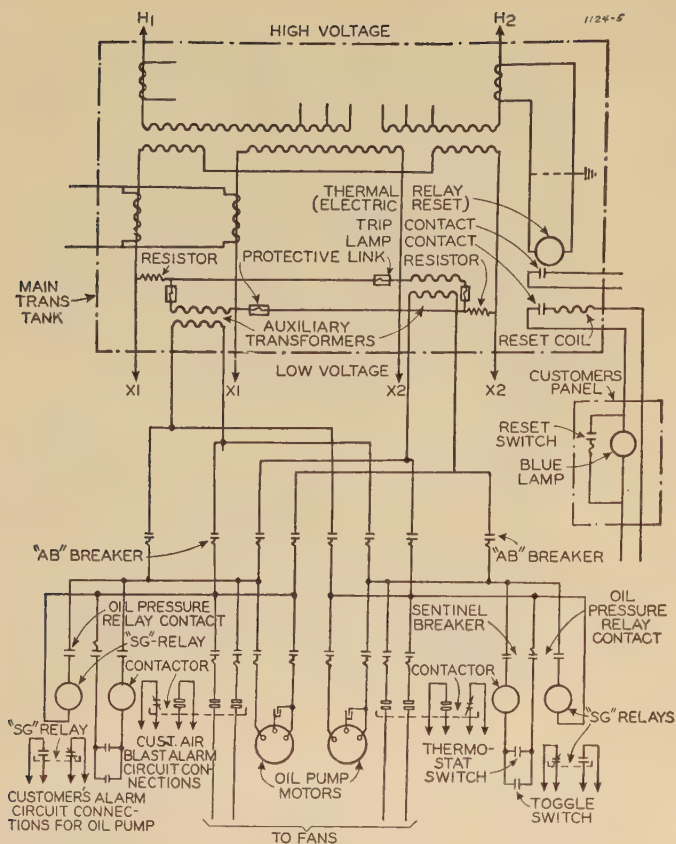 H1
H2
1124-5
HIGH VOLTAGE
THERMAL RELAY
(ELECTRIC RESET)
TRIP CONTACT
LAMP CONTACT
RESISTOR
PROTECTIVE LINK
RESISTOR
MAIN
TRANS
TANK
AUXILIARY
TRANSFORMERS
RESET COIL
LOW VOLTAGE
X1
X1
X2
X2
CUSTOMERS
PANEL
RESET
SWITCH
BLUE
LAMP
"AB" BREAKER
"AB" BREAKER
OIL PRESSURE
RELAY CONTACT
"SG"-RELAY
CONTACTOR
SENTINEL
BREAKER
OIL
PRESSURE
RELAY
CONTACT
CONTACTOR
"SG" RELAY
CUST. AIR
BLAST ALARM
CIRCUIT CON-
NECTIONS
OIL PUMP
MOTORS
THERMO-
STAT
SWITCH
"SG" RELAYS
CUSTOMERS ALARM
CIRCUIT CONNEC-
TIONS FOR OIL PUMP
TOGGLE
SWITCH
TO FANS